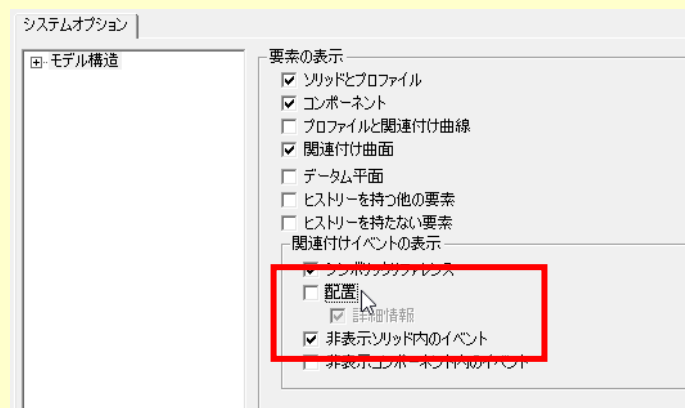 システムオプション
モデル構造
要素の表示
ソリッドとプロファイル
コンポーネント
プロファイルと関連付け曲線
関連付け曲面
データム平面
ヒストリーを持つ他の要素
ヒストリーを持たない要素
関連付けイベントの表示
シンボリックリファレンス
配置
詳細情報
非表示ソリッド内のイベント
非表示コンポーネント内のイベント